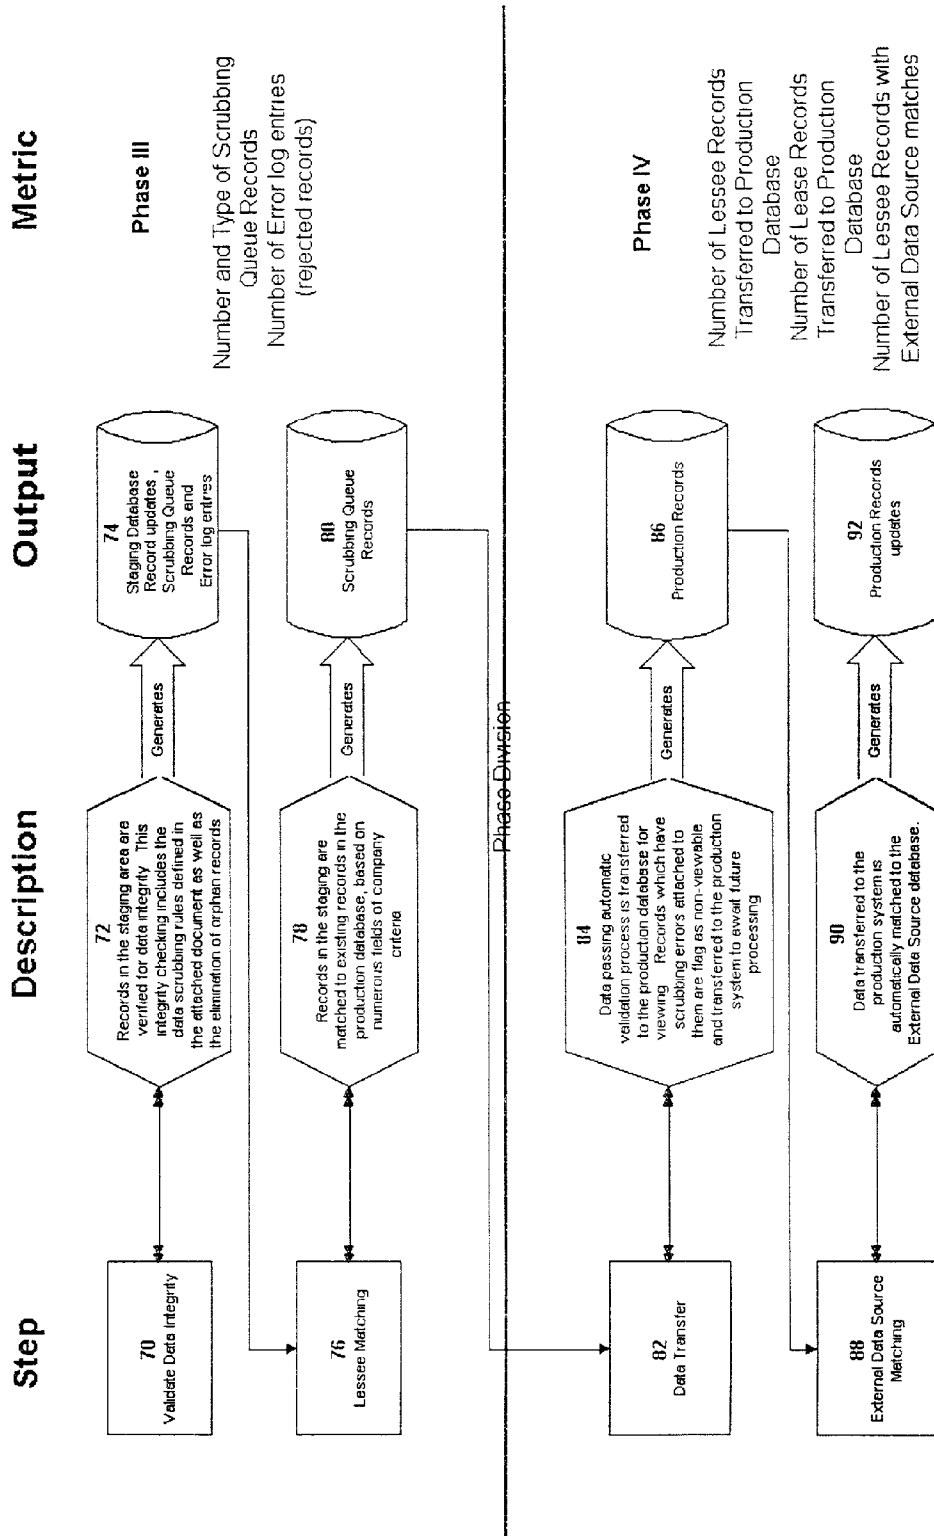 Step
Description
Output
Metric
70
Validate Data Integrity
72
Records in the staging area are
verified for data integrity  This
integrity checking includes the
data scrubbing rules defined in
the attached document as well as
the elimination of orphan records
Generates
74
Staging Database
Record updates ,
Scrubbing Queue
Records and
Error log entries
Phase III
Number and Type of Scrubbing
Queue Records
Number of Error log entries
(rejected records)
76
Lessee Matching
78
Records in the staging are
matched to existing records in the
production database, based on
numerous fields of company
criteria
Generates
80
Scrubbing Queue
Records
Phase Division
82
Data Transfer
84
Data passing automatic
validation process is transferred
to the production database for
viewing  Records which have
scrubbing errors attached to
them are flag as non-viewable
and transferred to the production
system to await future
processing
Generates
86
Production Records
Phase IV
Number of Lessee Records
Transferred to Production
Database
Number of Lease Records
Transferred to Production
Database
Number of Lessee Records with
External Data Source matches
88
External Data Source
Matching
90
Data transferred to the
production system is
automatically matched to the
External Data Source database.
Generates
92
Production Records
updates